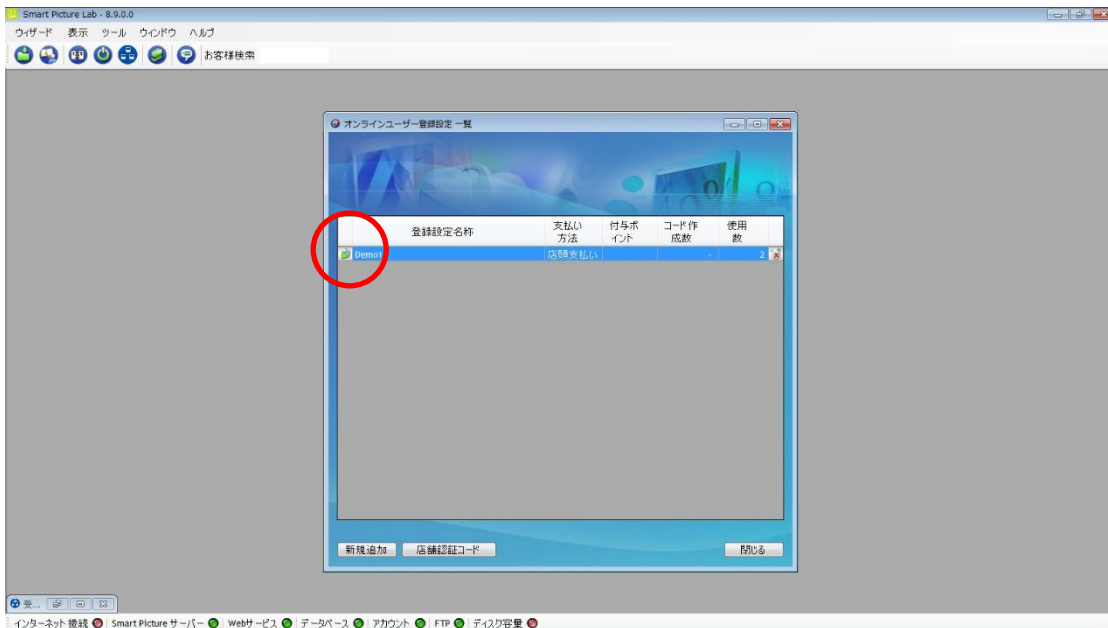 Smart Picture Lab - 8.9.0.0
ウィザード 表示 ツール ウインドウ ヘルプ
お客様検索
オンラインユーザー登録設定 一覧
登録設定名称 支払い方法 付与ポイント コード作成数 使用数
Demo1 店頭支払い - 2
新規追加 店舗認証コード 閉じる
受...
インターネット 接続 Smart Picture サーバー Webサービス データベース アカウント FTP ディスク容量